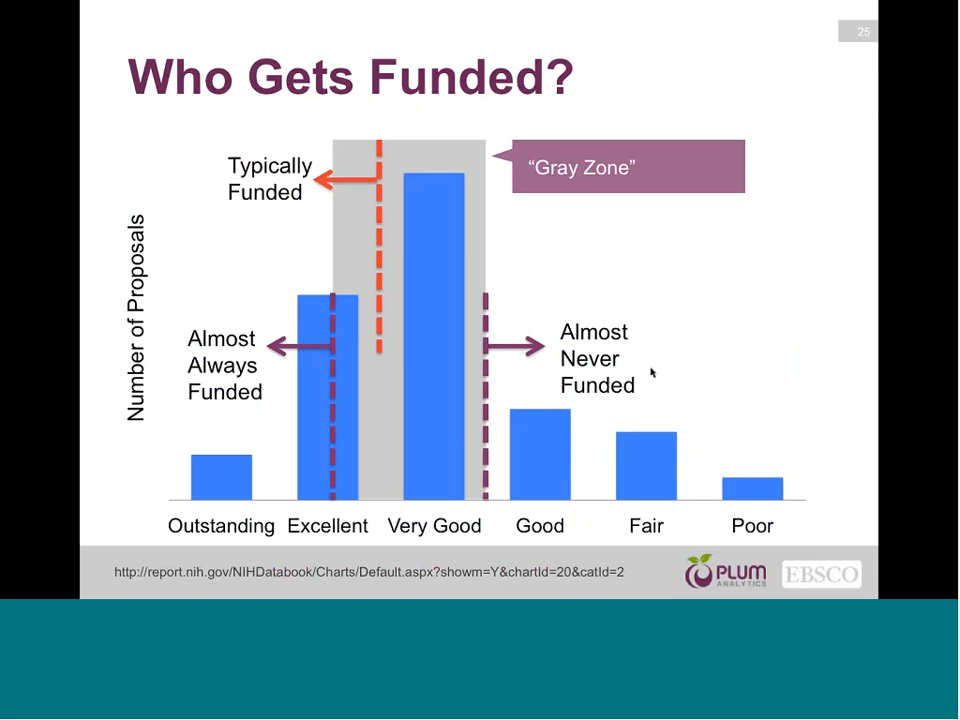 25
Who Gets Funded?
Typically
Funded
“Gray Zone”
Number of Proposals
Almost
Always
Funded
Almost
Never
Funded
Outstanding Excellent Very Good Good Fair Poor
http://report.nih.gov/NIHDatabook/Charts/Default.aspx?showm=Y&chartId=20&catId=2
PLUM
ANALYTICS
EBSCO